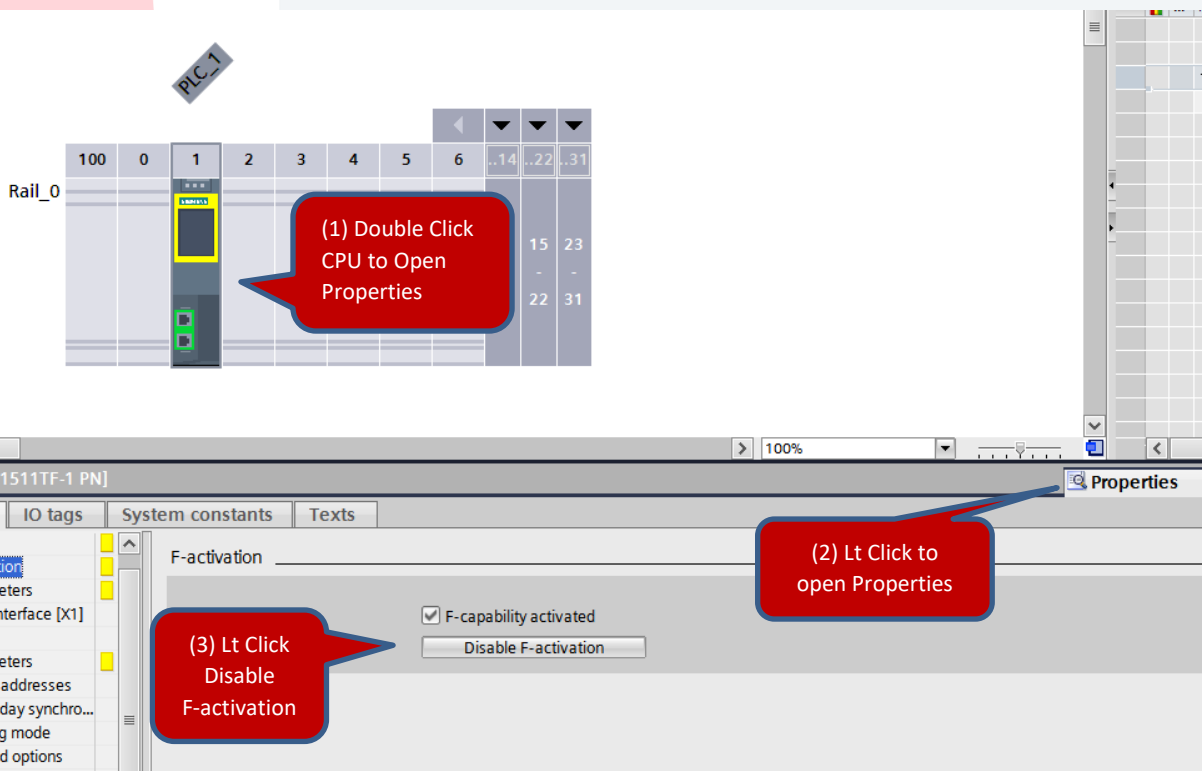 PLC_1
100 0 1 2 3 4 5 6 ..14 ..22 ..31
Rail_0
SIEMENS
(1) Double Click
CPU to Open
Properties
15 23
- -
22 31
100%
1511TF-1 PN]
Properties
IO tags System constants Texts
(2) Lt Click to
open Properties
F-activation
tion
eters
nterface [X1]
F-capability activated
Disable F-activation
(3) Lt Click
Disable
F-activation
eters
addresses
day synchro...
g mode
d options